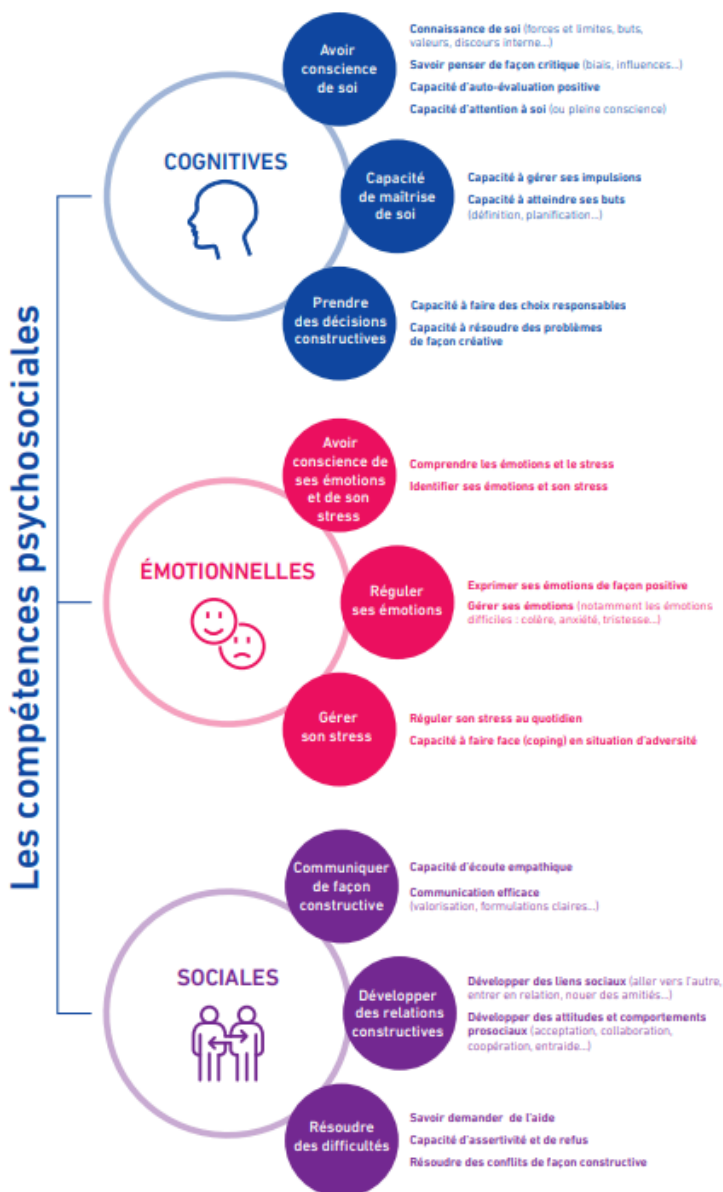 Les compétences psychosociales
COGNITIVES
Avoir
conscience
de soi
Connaissance de soi (forces et limites, buts,
valeurs, discours interne...)
Savoir penser de façon critique (biais, influences...)
Capacité d'auto-évaluation positive
Capacité d'attention à soi (ou pleine conscience)
Capacité
de maîtrise
de soi
Capacité à gérer ses impulsions
Capacité à atteindre ses buts
(définition, planification...)
Prendre
des décisions
constructives
Capacité à faire des choix responsables
Capacité à résoudre des problèmes
de façon créative
ÉMOTIONNELLES
Avoir
conscience de
ses émotions
et de son
stress
Comprendre les émotions et le stress
Identifier ses émotions et son stress
Réguler
ses émotions
Exprimer ses émotions de façon positive
Gérer ses émotions (notamment les émotions
difficiles : colère, anxiété, tristesse...)
Gérer
son stress
Réguler son stress au quotidien
Capacité à faire face (coping) en situation d'adversité
SOCIALES
Communiquer
de façon
constructive
Capacité d'écoute empathique
Communication efficace
(valorisation, formulations claires...)
Développer
des relations
constructives
Développer des liens sociaux (aller vers l'autre,
entrer en relation, nouer des amitiés...)
Développer des attitudes et comportements
prosociaux (acceptation, collaboration,
coopération, entraide...)
Résoudre
des difficultés
Savoir demander de l'aide
Capacité d'assertivité et de refus
Résoudre des conflits de façon constructive